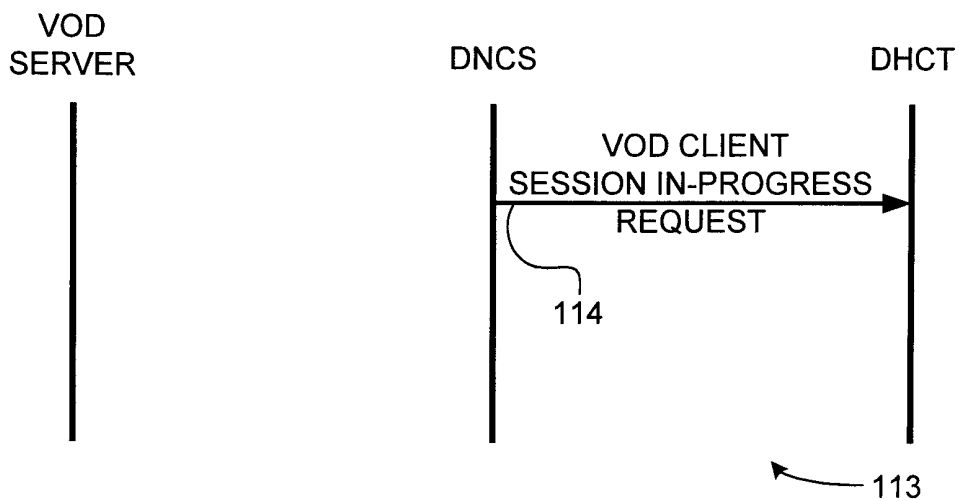 VOD
SERVER
DNCS
DHCT
VOD CLIENT
SESSION IN-PROGRESS
REQUEST
114
113